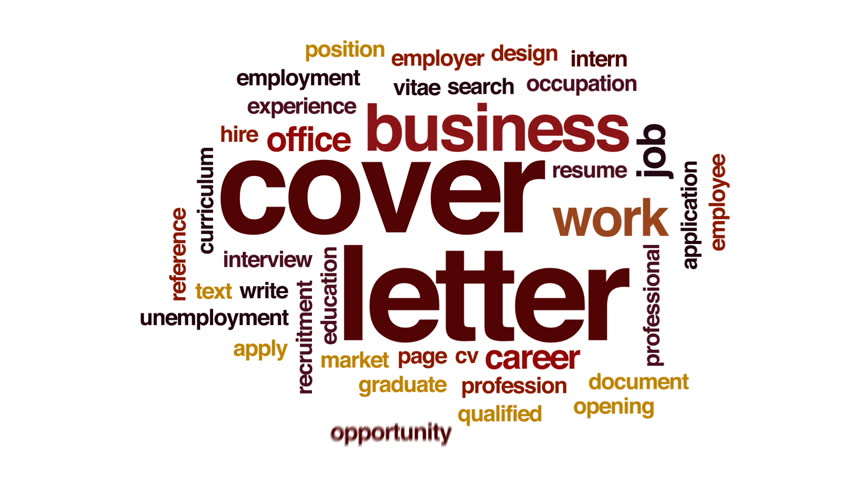 position employer design intern
employment vitae search occupation
experience
hire office business job
curriculum cover resume employee
reference work application
interview letter
text write recruitment education professional
unemployment
apply market page cv career
graduate profession document
qualified opening
opportunity